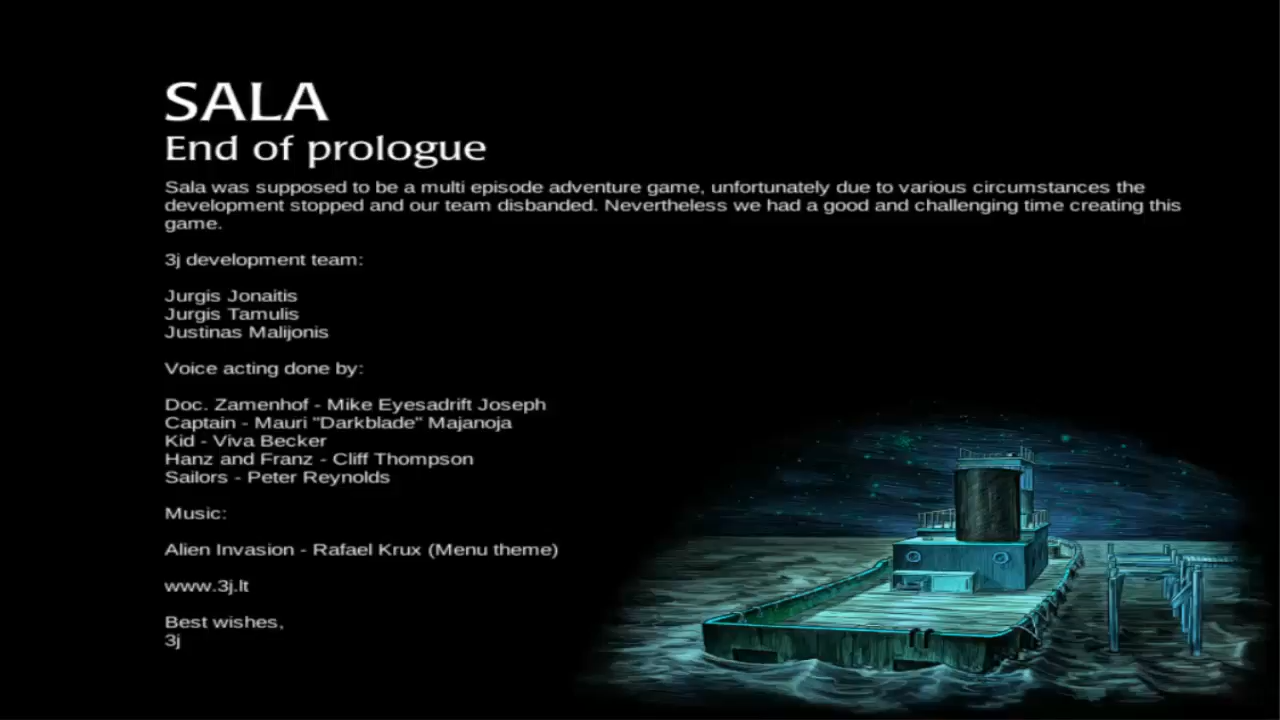 SALA
End of prologue
Sala was supposed to be a multi episode adventure game, unfortunately due to various circumstances the
development stopped and our team disbanded. Nevertheless we had a good and challenging time creating this
game.
3j development team:
Jurgis Jonaitis
Jurgis Tamulis
Justinas Malijonis
Voice acting done by:
Doc. Zamenhof - Mike Eyesadrift Joseph
Captain - Mauri "Darkblade" Majanoja
Kid - Viva Becker
Hanz and Franz - Cliff Thompson
Sailors - Peter Reynolds
Music:
Alien Invasion - Rafael Krux (Menu theme)
www.3j.lt
Best wishes,
3j